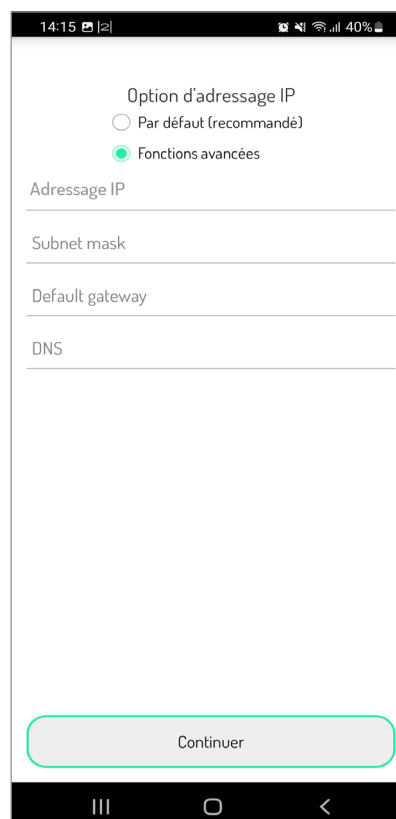 14:15 |2| 40%
Option d'adressage IP
Par défaut (recommandé)
Fonctions avancées
Adressage IP
Subnet mask
Default gateway
DNS
Continuer